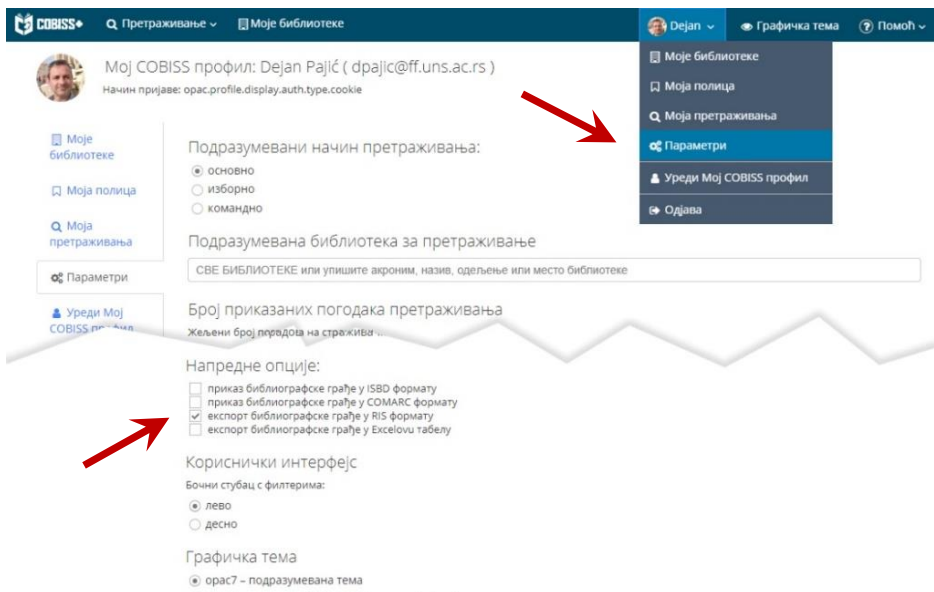 COBISS+ Претраживање Моје библиотеке Dejan Графичка тема Помоћ
Моје библиотеке
Моја полица
Моја претраживања
Параметри
Уреди Мој COBISS профил
Одјава
Мој COBISS профил: Dejan Pajić ( dpajic@ff.uns.ac.rs )
Начин пријаве: opac.profile.display.auth.type.cookie
Моје
библиотеке
Моја полица
Моја
претраживања
Параметри
Уреди Мој
COBISS профил
Подразумевани начин претраживања:
основно
изборно
командно
Подразумевана библиотека за претраживање
СВЕ БИБЛИОТЕКЕ или упишите акроним, назив, одељење или место библиотеке
Број приказаних погодака претраживања
Жељени број
Напредне опције:
приказ библиографске грађе у ISBD формату
приказ библиографске грађе у COMARC формату
експорт библиографске грађе у RIS формату
експорт библиографске грађе у Excelovu табелу
Кориснички интерфејс
Бочни стубац с филтерима:
лево
десно
Графичка тема
opac7 – подразумевана тема